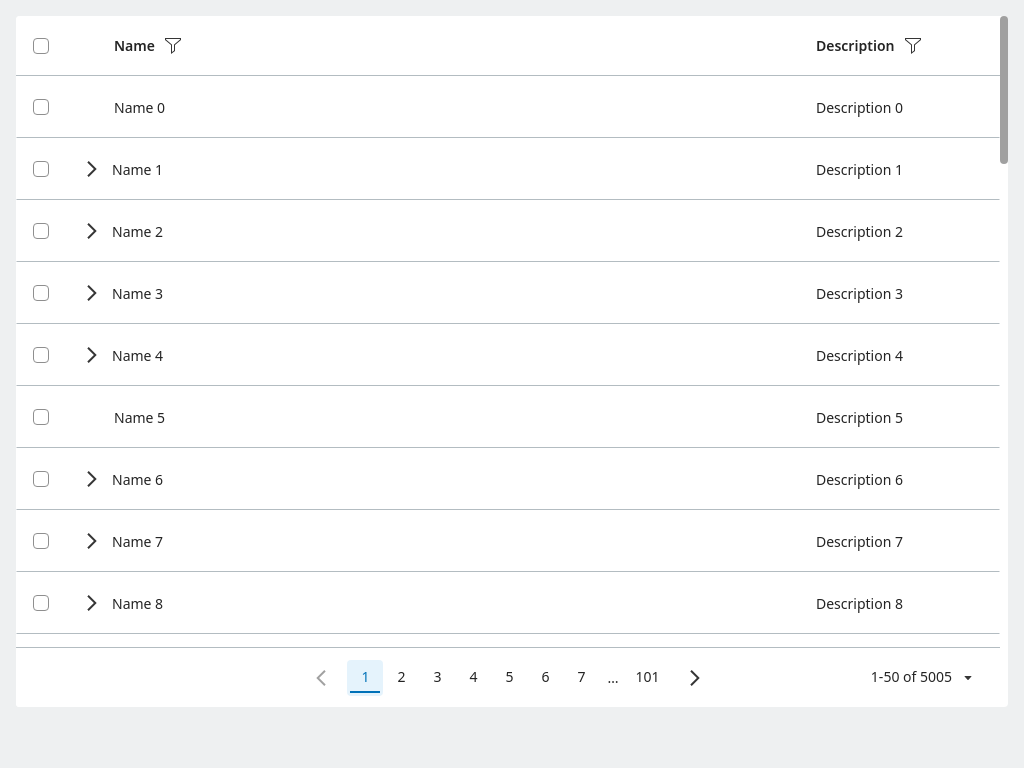 Name Description
Name 0 Description 0
Name 1 Description 1
Name 2 Description 2
Name 3 Description 3
Name 4 Description 4
Name 5 Description 5
Name 6 Description 6
Name 7 Description 7
Name 8 Description 8
1 2 3 4 5 6 7 ... 101 1-50 of 5005